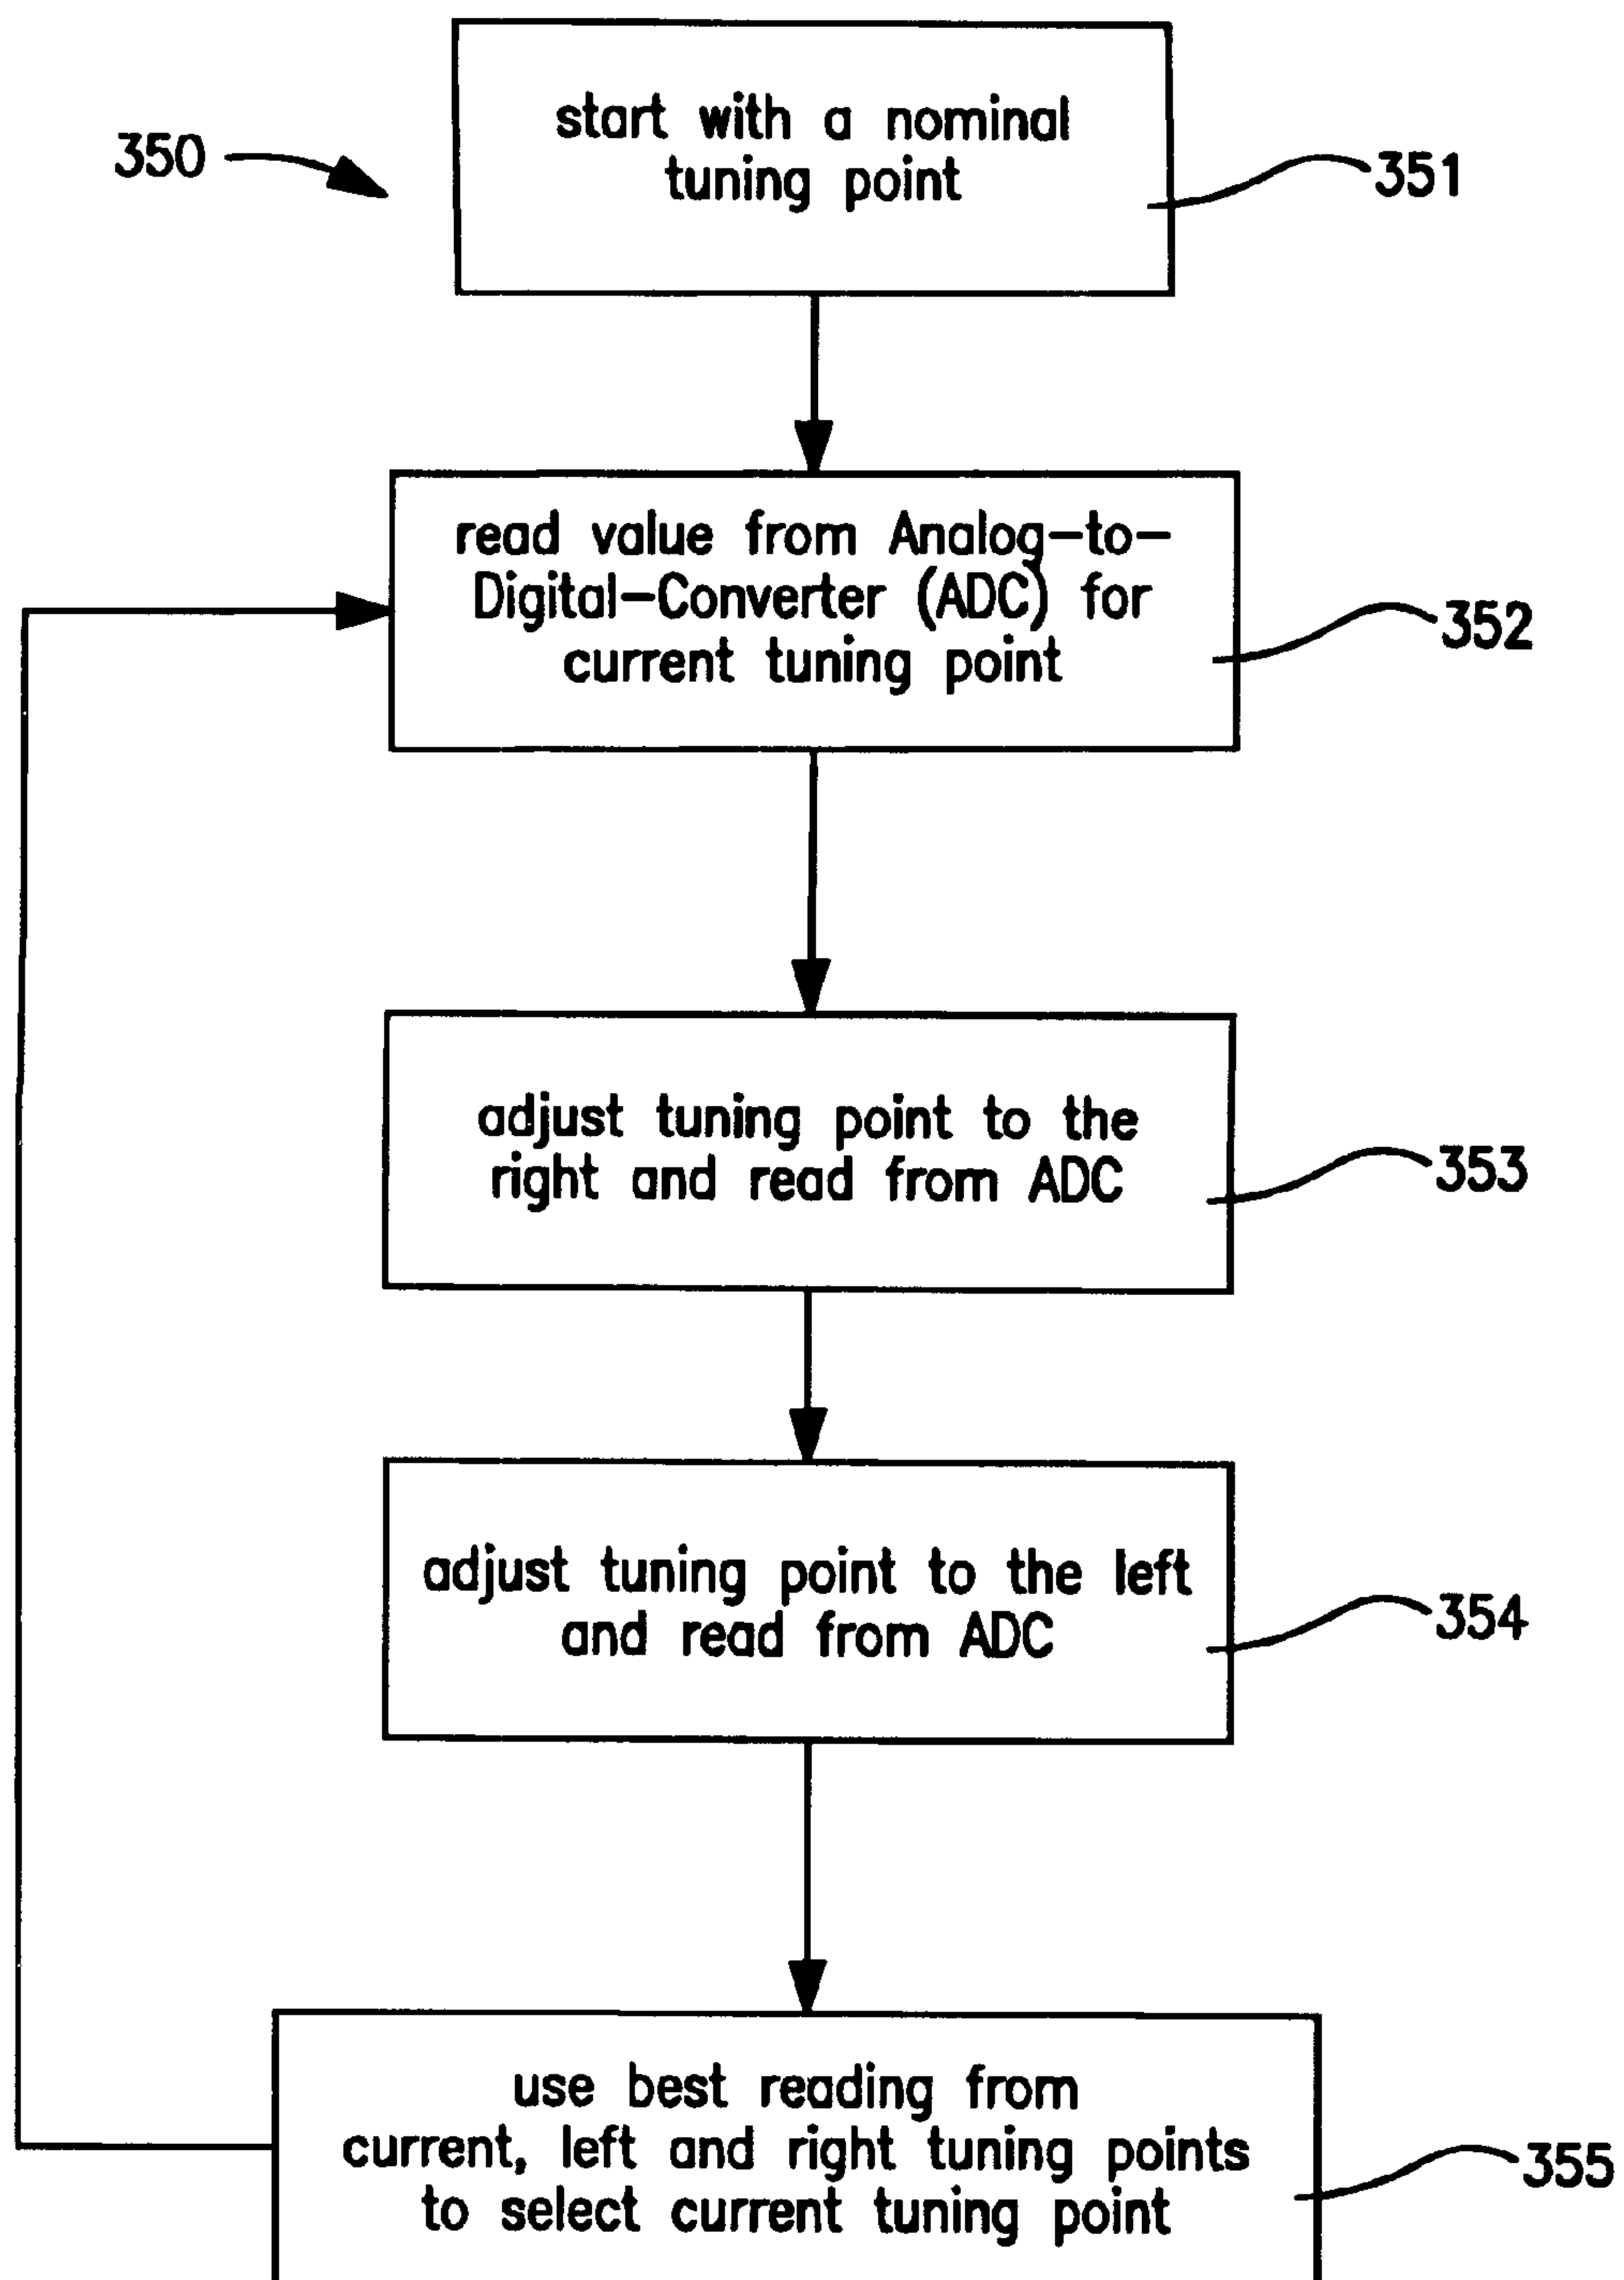 start with a nominal
tuning point
350
351
read value from Analog-to-
Digital-Converter (ADC) for
current tuning point
352
adjust tuning point to the
right and read from ADC
353
adjust tuning point to the left
and read from ADC
354
use best reading from
current, left and right tuning points
to select current tuning point
355